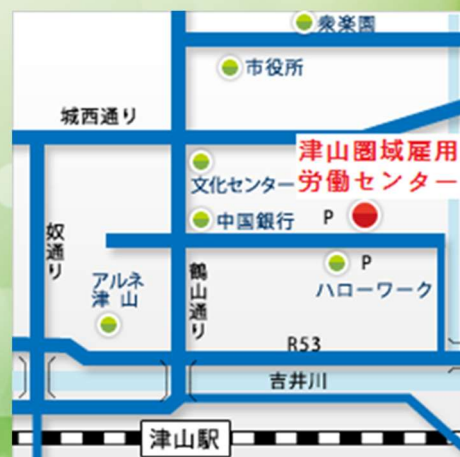 衆楽園
市役所
城西通り
津山圏域雇用
労働センター
文化センター
中国銀行
P
P
奴通り
アルネ
津山
鶴山通り
ハローワーク
R53
吉井川
津山駅